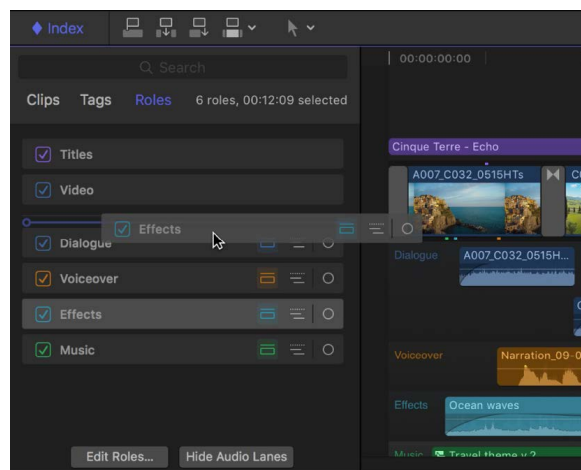 Index
Search
Clips Tags Roles 6 roles, 00:12:09 selected
00:00:00:00
Titles
Cinque Terre - Echo
Video
A007_C032_0515HTs
Effects
Dialogue
Dialogue A007_C032_0515H...
Voiceover
Effects
Music
Voiceover Narration_09-0
Effects Ocean waves
Music Travel theme v.2
Edit Roles... Hide Audio Lanes